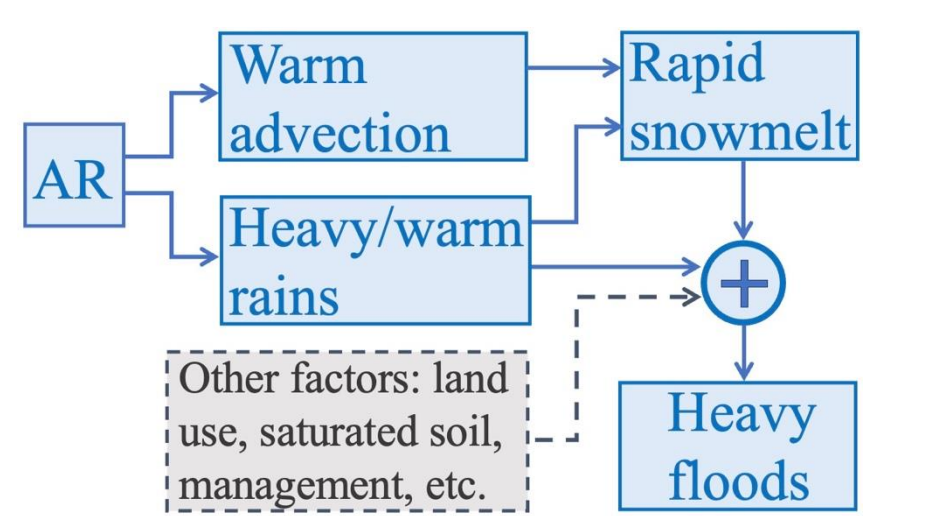 AR
Warm
advection
Heavy/warm
rains
Rapid
snowmelt
+
Other factors: land
use, saturated soil,
management, etc.
Heavy
floods